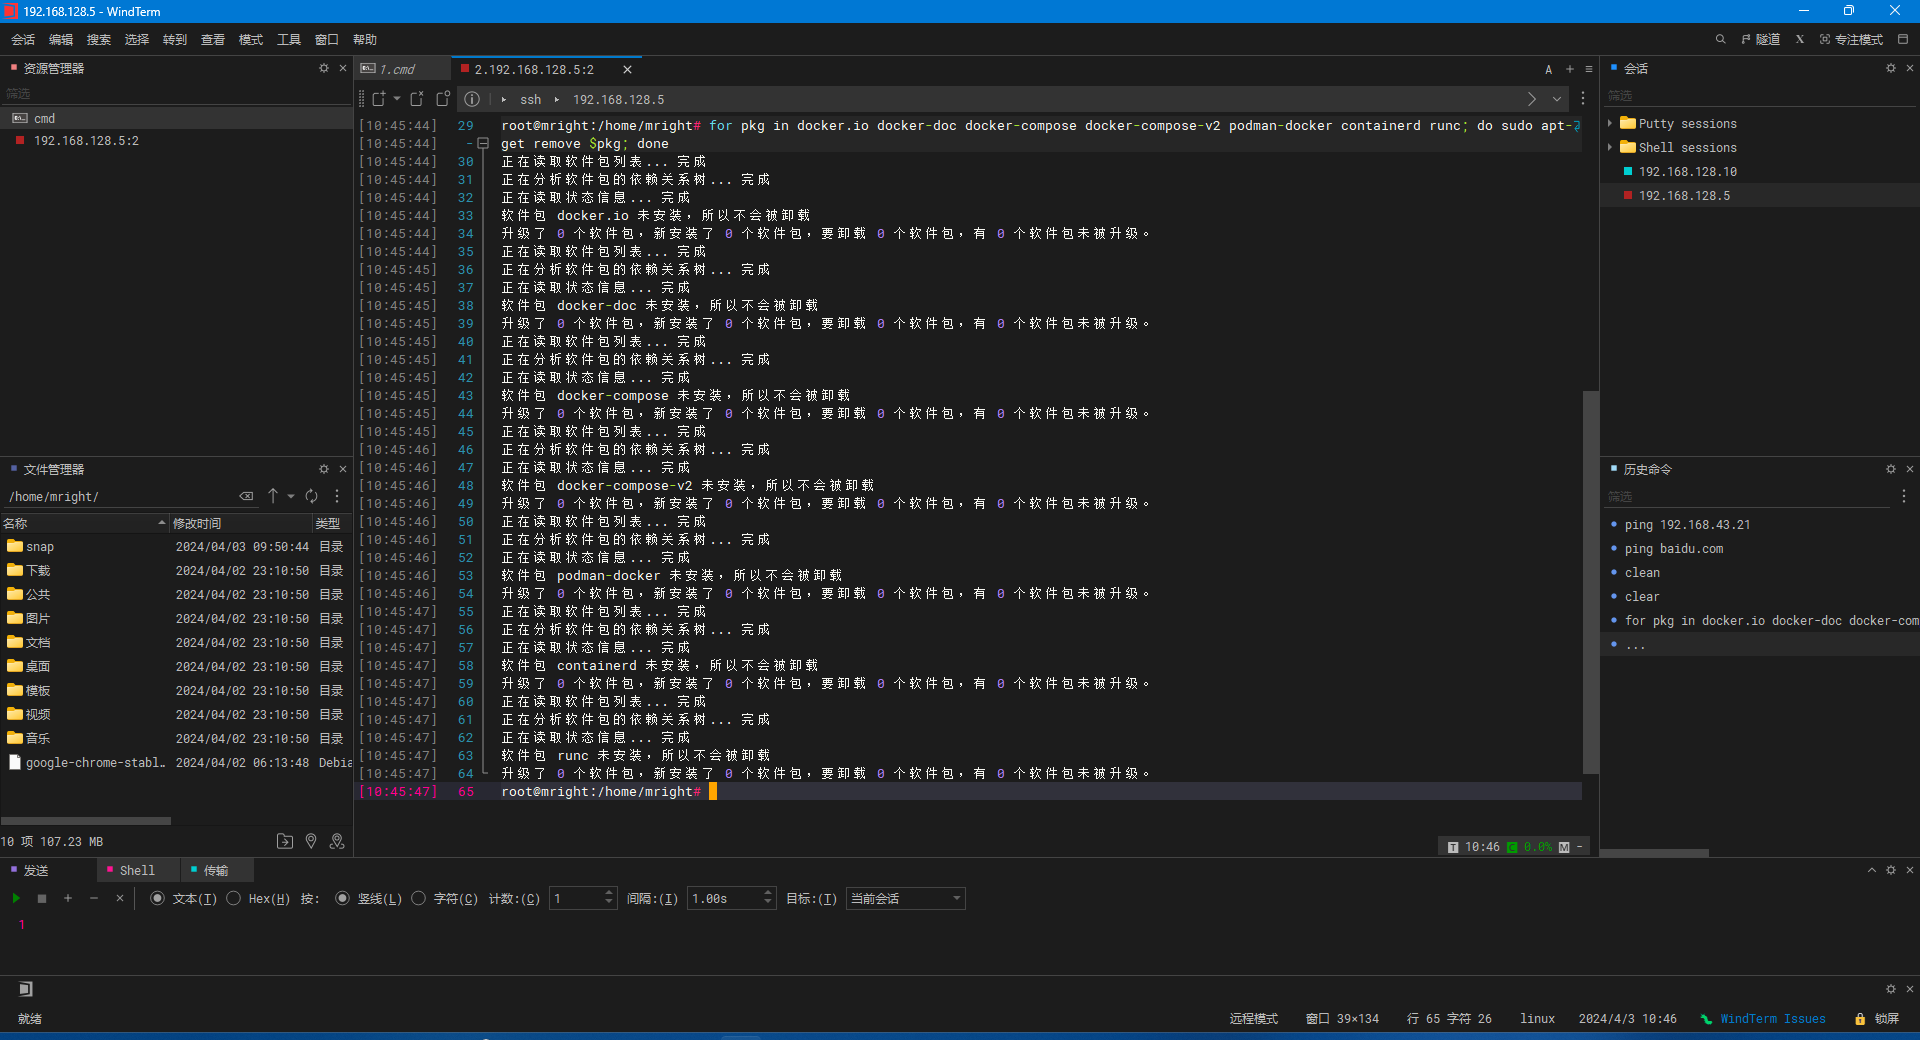 192.168.128.5 - WindTerm
会话 编辑 搜索 选择 转到 查看 模式 工具 窗口 帮助
隧道 X 专注模式
资源管理器
筛选
cmd
192.168.128.5:2
文件管理器
/home/mright/
名称 修改时间 类型
snap 2024/04/03 09:50:44 目录
下载 2024/04/02 23:10:50 目录
公共 2024/04/02 23:10:50 目录
图片 2024/04/02 23:10:50 目录
文档 2024/04/02 23:10:50 目录
桌面 2024/04/02 23:10:50 目录
模板 2024/04/02 23:10:50 目录
视频 2024/04/02 23:10:50 目录
音乐 2024/04/02 23:10:50 目录
google-chrome-stabl.. 2024/04/02 06:13:48 Debia
10 项 107.23 MB
1.cmd
2.192.168.128.5:2
A
ssh 192.168.128.5
[10:45:44] 29 root@mright:/home/mright# for pkg in docker.io docker-doc docker-compose docker-compose-v2 podman-docker containerd runc; do sudo apt-
[10:45:44] - get remove $pkg; done
[10:45:44] 30 正在读取软件包列表... 完成
[10:45:44] 31 正在分析软件包的依赖关系树... 完成
[10:45:44] 32 正在读取状态信息... 完成
[10:45:44] 33 软件包 docker.io 未安装，所以不会被卸载
[10:45:44] 34 升级了 0 个软件包，新安装了 0 个软件包，要卸载 0 个软件包，有 0 个软件包未被升级。
[10:45:44] 35 正在读取软件包列表... 完成
[10:45:45] 36 正在分析软件包的依赖关系树... 完成
[10:45:45] 37 正在读取状态信息... 完成
[10:45:45] 38 软件包 docker-doc 未安装，所以不会被卸载
[10:45:45] 39 升级了 0 个软件包，新安装了 0 个软件包，要卸载 0 个软件包，有 0 个软件包未被升级。
[10:45:45] 40 正在读取软件包列表... 完成
[10:45:45] 41 正在分析软件包的依赖关系树... 完成
[10:45:45] 42 正在读取状态信息... 完成
[10:45:45] 43 软件包 docker-compose 未安装，所以不会被卸载
[10:45:45] 44 升级了 0 个软件包，新安装了 0 个软件包，要卸载 0 个软件包，有 0 个软件包未被升级。
[10:45:45] 45 正在读取软件包列表... 完成
[10:45:46] 46 正在分析软件包的依赖关系树... 完成
[10:45:46] 47 正在读取状态信息... 完成
[10:45:46] 48 软件包 docker-compose-v2 未安装，所以不会被卸载
[10:45:46] 49 升级了 0 个软件包，新安装了 0 个软件包，要卸载 0 个软件包，有 0 个软件包未被升级。
[10:45:46] 50 正在读取软件包列表... 完成
[10:45:46] 51 正在分析软件包的依赖关系树... 完成
[10:45:46] 52 正在读取状态信息... 完成
[10:45:46] 53 软件包 podman-docker 未安装，所以不会被卸载
[10:45:46] 54 升级了 0 个软件包，新安装了 0 个软件包，要卸载 0 个软件包，有 0 个软件包未被升级。
[10:45:47] 55 正在读取软件包列表... 完成
[10:45:47] 56 正在分析软件包的依赖关系树... 完成
[10:45:47] 57 正在读取状态信息... 完成
[10:45:47] 58 软件包 containerd 未安装，所以不会被卸载
[10:45:47] 59 升级了 0 个软件包，新安装了 0 个软件包，要卸载 0 个软件包，有 0 个软件包未被升级。
[10:45:47] 60 正在读取软件包列表... 完成
[10:45:47] 61 正在分析软件包的依赖关系树... 完成
[10:45:47] 62 正在读取状态信息... 完成
[10:45:47] 63 软件包 runc 未安装，所以不会被卸载
[10:45:47] 64 升级了 0 个软件包，新安装了 0 个软件包，要卸载 0 个软件包，有 0 个软件包未被升级。
[10:45:47] 65 root@mright:/home/mright#
T 10:46 C 0.0% M -
会话
筛选
Putty sessions
Shell sessions
192.168.128.10
192.168.128.5
历史命令
筛选
ping 192.168.43.21
ping baidu.com
clean
clear
for pkg in docker.io docker-doc docker-com
...
发送 Shell 传输
文本(T) Hex(H) 按: 竖线(L) 字符(C) 计数:(C) 1 间隔:(I) 1.00s 目标:(T) 当前会话
1
就绪 远程模式 窗口 39×134 行 65 字符 26 linux 2024/4/3 10:46 WindTerm Issues 锁屏